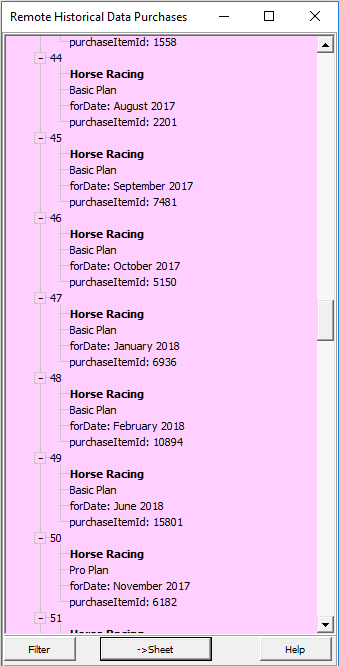 Remote Historical Data Purchases
purchaseItemId: 1558
44
Horse Racing
Basic Plan
forDate: August 2017
purchaseItemId: 2201
45
Horse Racing
Basic Plan
forDate: September 2017
purchaseItemId: 7481
46
Horse Racing
Basic Plan
forDate: October 2017
purchaseItemId: 5150
47
Horse Racing
Basic Plan
forDate: January 2018
purchaseItemId: 6936
48
Horse Racing
Basic Plan
forDate: February 2018
purchaseItemId: 10894
49
Horse Racing
Basic Plan
forDate: June 2018
purchaseItemId: 15801
50
Horse Racing
Pro Plan
forDate: November 2017
purchaseItemId: 6182
51
Horse Racing
Filter ->Sheet Help